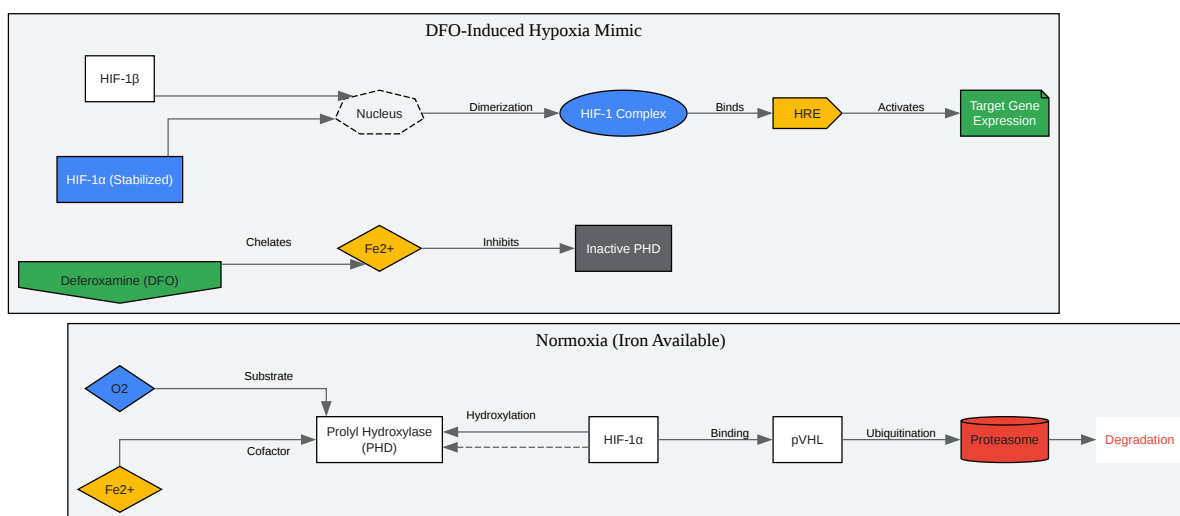 DFO-Induced Hypoxia Mimic
HIF-1β
Nucleus
Dimerization
HIF-1 Complex
Binds
HRE
Activates
Target Gene
Expression
HIF-1α (Stabilized)
Chelates
Fe2+
Inhibits
Inactive PHD
Deferoxamine (DFO)
Normoxia (Iron Available)
O2
Substrate
Prolyl Hydroxylase
(PHD)
Hydroxylation
HIF-1α
Binding
pVHL
Ubiquitination
Proteasome
Degradation
Cofactor
Fe2+